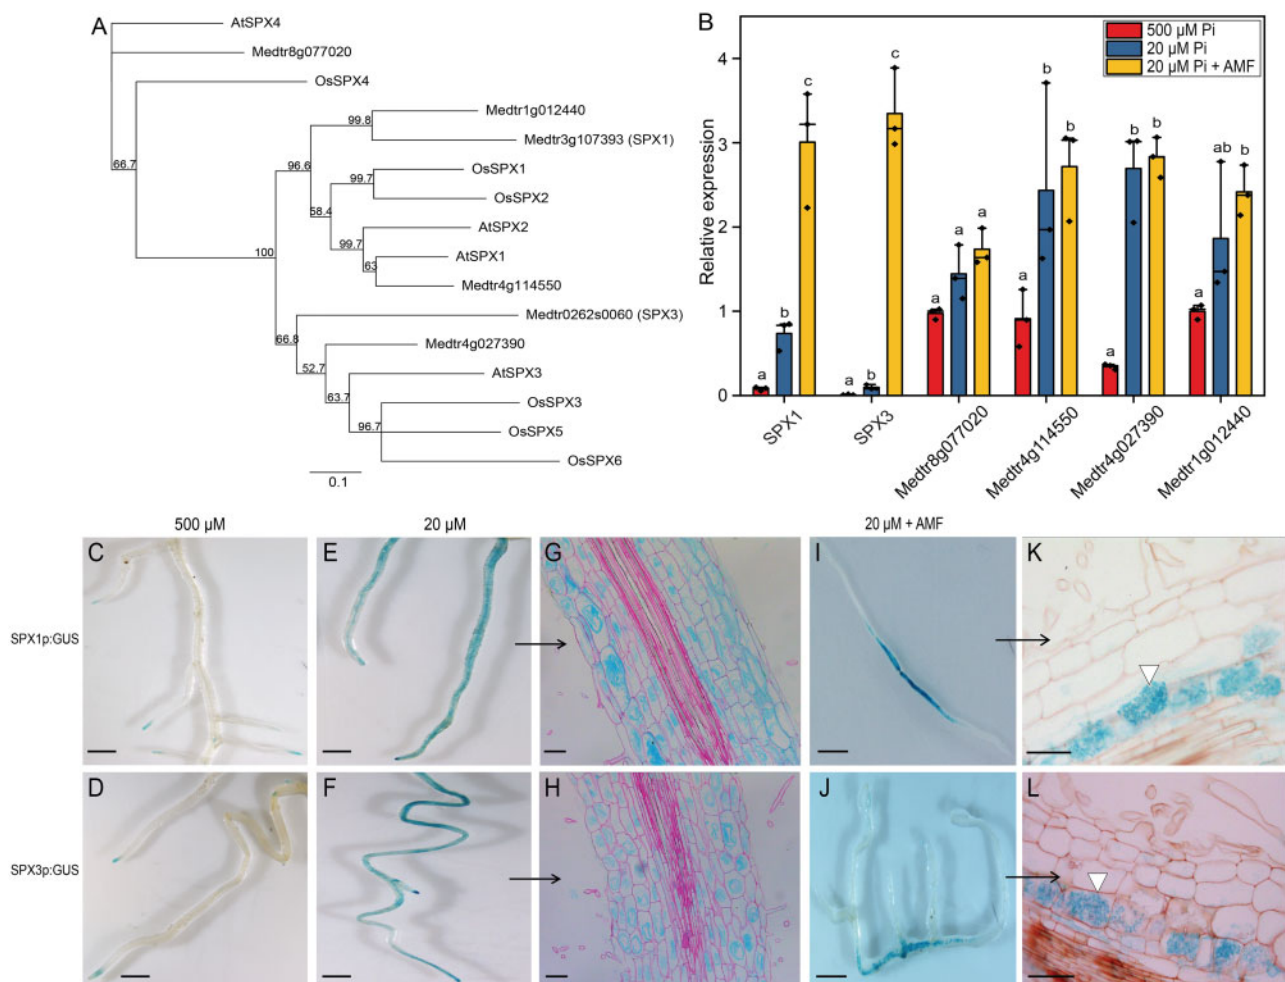 A
AtSPX4
Medtr8g077020
OsSPX4
Medtr1g012440
99.8
Medtr3g107393 (SPX1)
96.6
66.7
OsSPX1
99.7
OsSPX2
58.4
AtSPX2
99.7
100
AtSPX1
63
Medtr4g114550
Medtr0262s0060 (SPX3)
66.8
Medtr4g027390
52.7
AtSPX3
63.7
OsSPX3
96.7
OsSPX5
OsSPX6
0.1
B
500 µM Pi
20 µM Pi
20 µM Pi + AMF
Relative expression
4
3
2
1
0
a b c
a b c
a a a
a b b
a b b
a ab b
SPX1
SPX3
Medtr8g077020
Medtr4g114550
Medtr4g027390
Medtr1g012440
500 µM
20 µM
20 µM + AMF
SPX1p:GUS
C
E
G
I
K
SPX3p:GUS
D
F
H
J
L